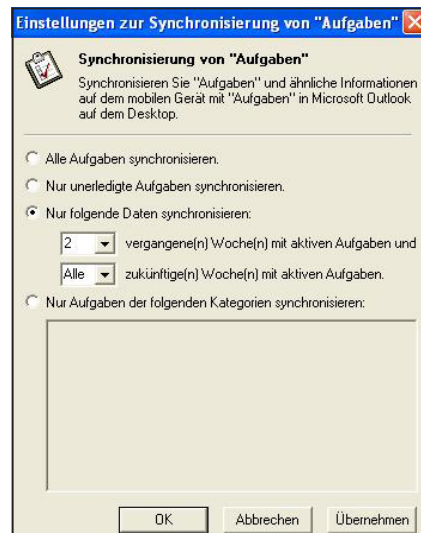 Einstellungen zur Synchronisierung von "Aufgaben"
Synchronisierung von "Aufgaben"
Synchronisieren Sie "Aufgaben" und ähnliche Informationen
auf dem mobilen Gerät mit "Aufgaben" in Microsoft Outlook
auf dem Desktop.
Alle Aufgaben synchronisieren.
Nur unerledigte Aufgaben synchronisieren.
Nur folgende Daten synchronisieren:
2 vergangene(n) Woche(n) mit aktiven Aufgaben und
Alle zukünftige(n) Woche(n) mit aktiven Aufgaben.
Nur Aufgaben der folgenden Kategorien synchronisieren:
OK Abbrechen Übernehmen